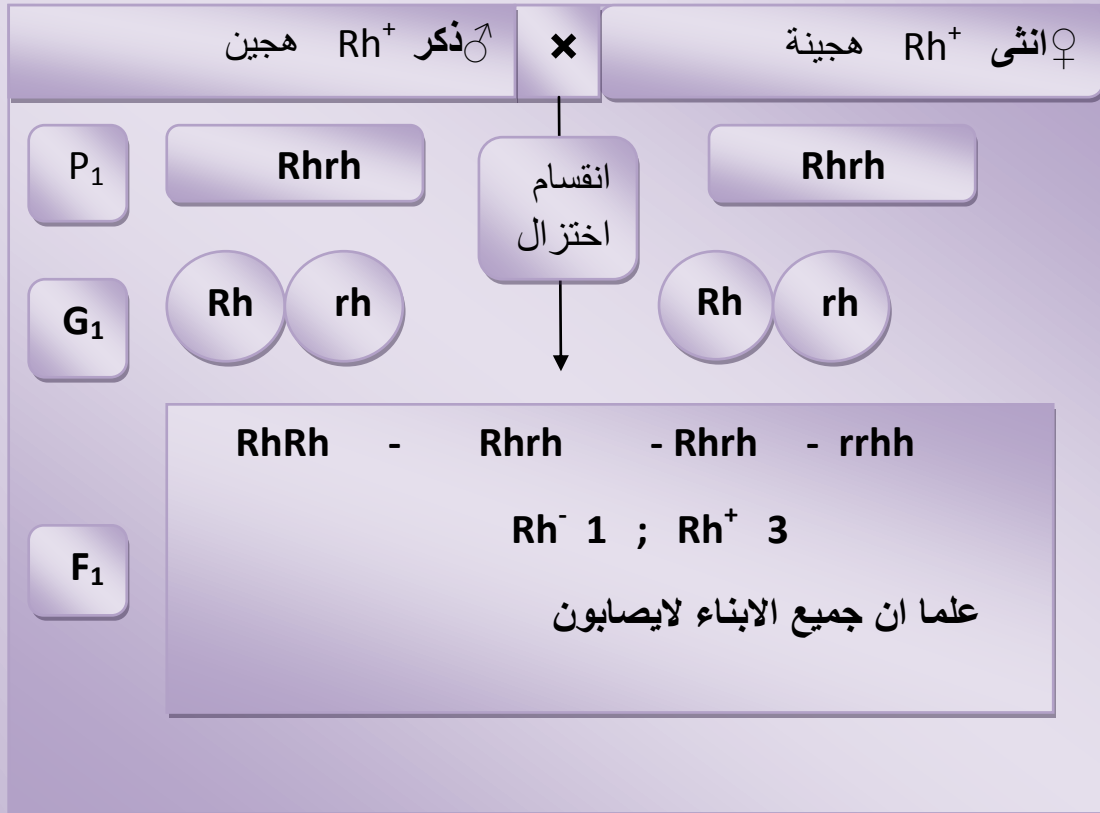 ♀انثى Rh⁺ هجينة × ♂ذكر Rh⁺ هجين
P₁ Rhrh Rhrh
انقسام
اختزال
G₁ Rh rh Rh rh
RhRh - Rhrh - Rhrh - rrhh
F₁
Rh⁻ 1 ; Rh⁺ 3
علما ان جميع الابناء لايصابون